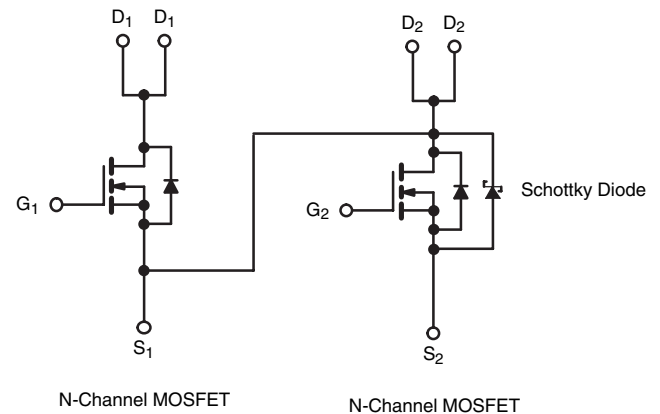 D1 D1
D2 D2
G1
G2
Schottky Diode
S1
S2
N-Channel MOSFET
N-Channel MOSFET